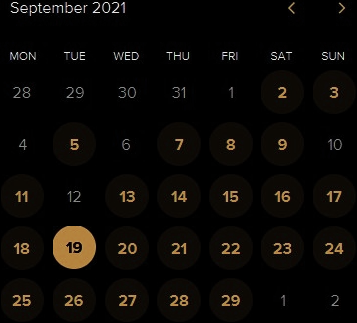 September 2021 < >
MON TUE WED THU FRI SAT SUN
28 29 30 31 1 2 3
4 5 6 7 8 9 10
11 12 13 14 15 16 17
18 19 20 21 22 23 24
25 26 27 28 29 1 2